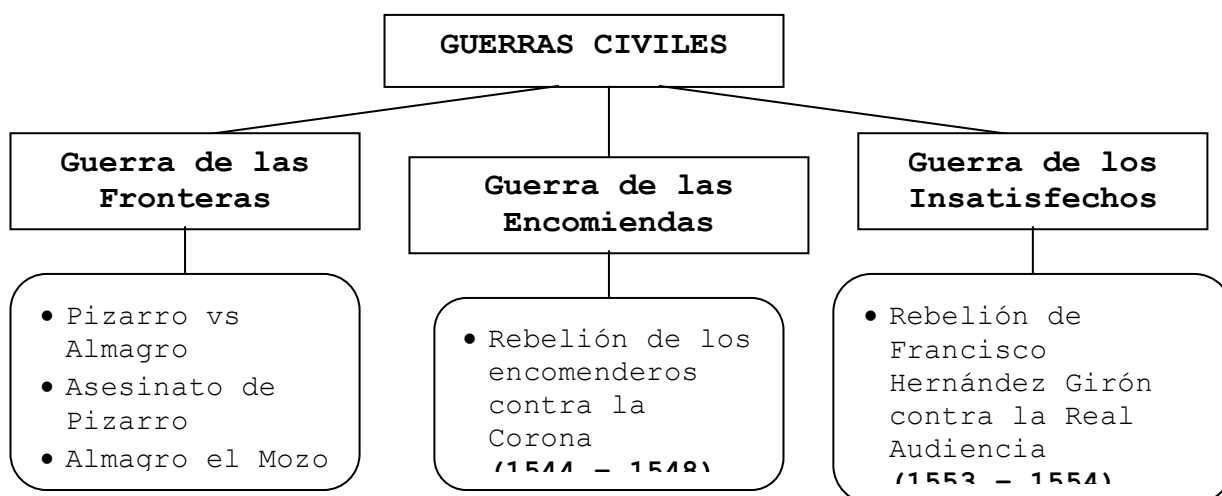 GUERRAS CIVILES
Guerra de las
Fronteras
• Pizarro vs
Almagro
• Asesinato de
Pizarro
• Almagro el Mozo
Guerra de las
Encomiendas
• Rebelión de los
encomenderos
contra la
Corona
(1544 – 1548)
Guerra de los
Insatisfechos
• Rebelión de
Francisco
Hernández Girón
contra la Real
Audiencia
(1553 – 1554)